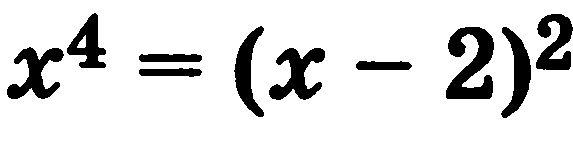 x⁴ = (x − 2)²